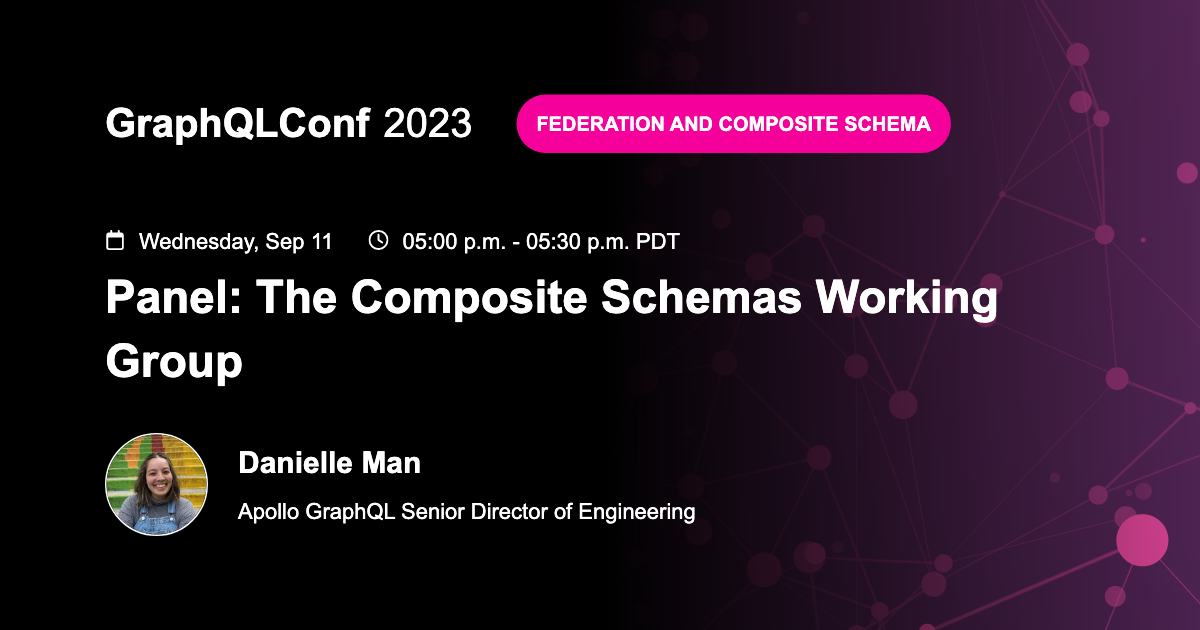 GraphQLConf 2023
FEDERATION AND COMPOSITE SCHEMA
Wednesday, Sep 11 05:00 p.m. - 05:30 p.m. PDT
Panel: The Composite Schemas Working
Group
Danielle Man
Apollo GraphQL Senior Director of Engineering